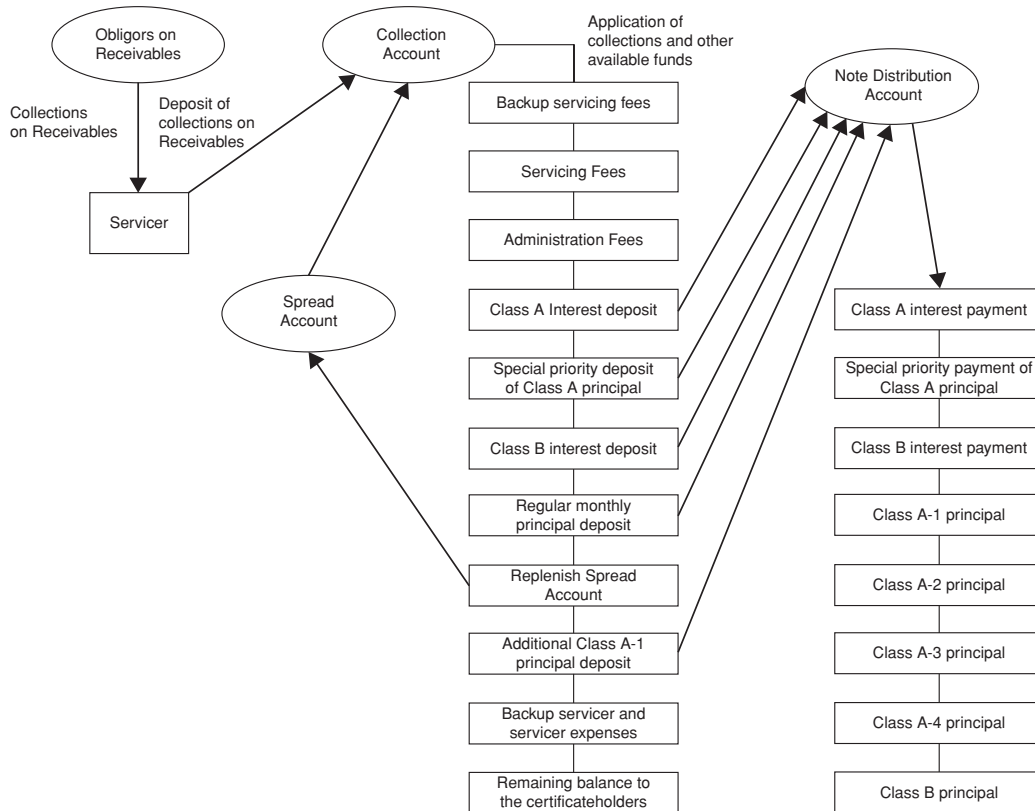 Obligors on
Receivables
Collection
Account
Application of
collections and other
available funds
Note Distribution
Account
Collections
on Receivables
Deposit of
collections on
Receivables
Servicer
Spread
Account
Backup servicing fees
Servicing Fees
Administration Fees
Class A Interest deposit
Special priority deposit
of Class A principal
Class B interest deposit
Regular monthly
principal deposit
Replenish Spread
Account
Additional Class A-1
principal deposit
Backup servicer and
servicer expenses
Remaining balance to
the certificateholders
Class A interest payment
Special priority payment of
Class A principal
Class B interest payment
Class A-1 principal
Class A-2 principal
Class A-3 principal
Class A-4 principal
Class B principal